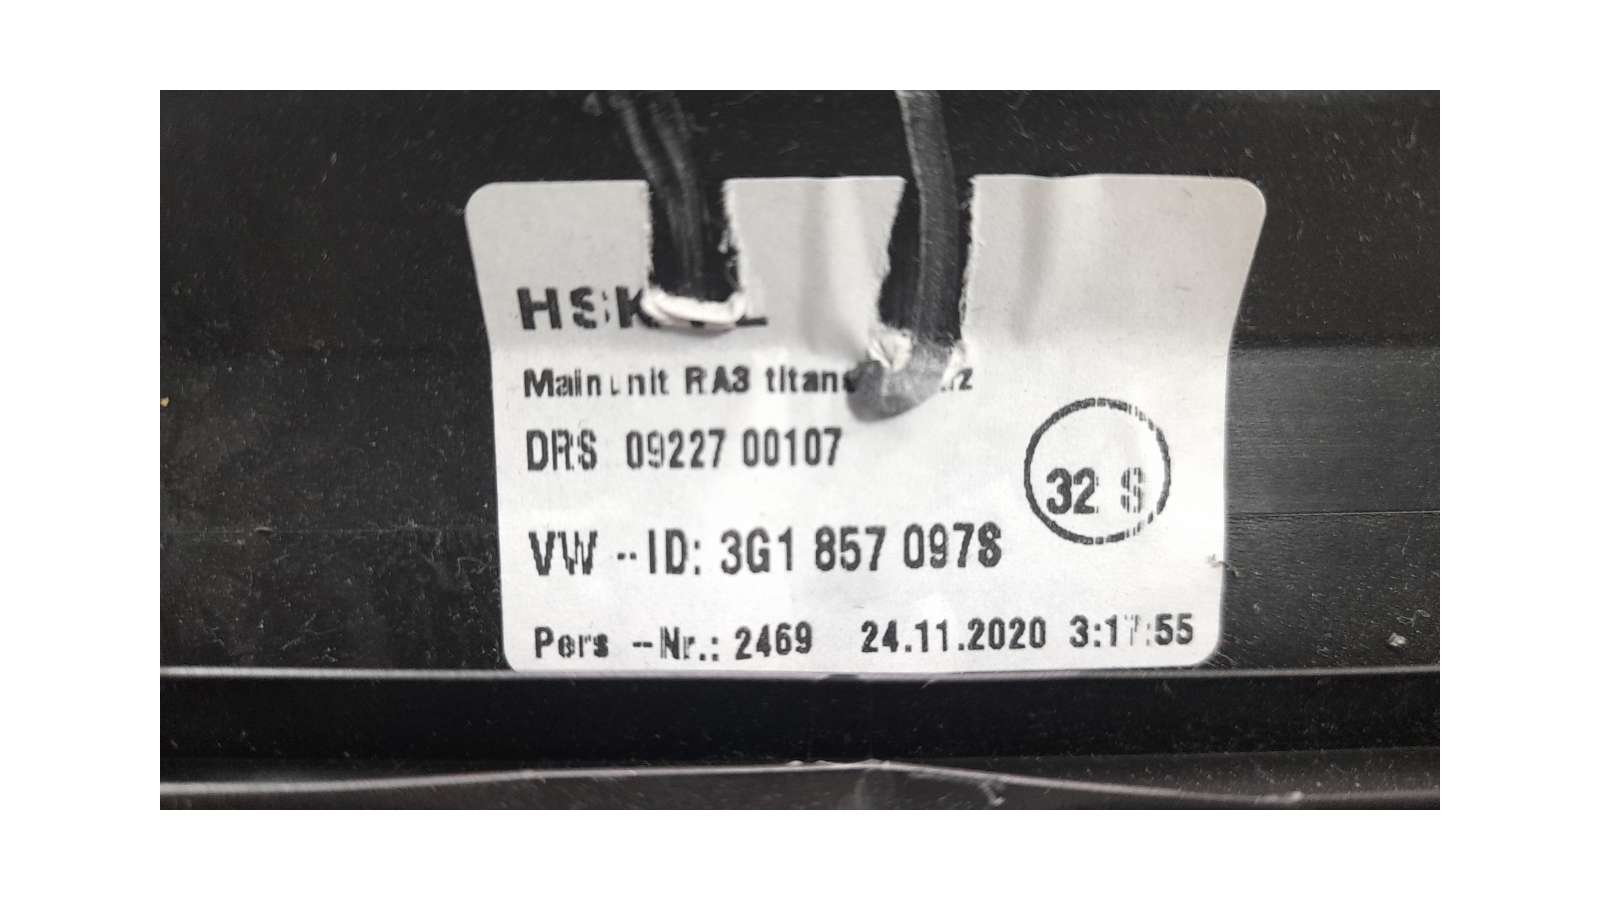 Mainunit RA3
DRS 09227 00107
32 S
VW --ID: 3G1 857 097S
Pers --Nr.: 2469 24.11.2020 3:17:55